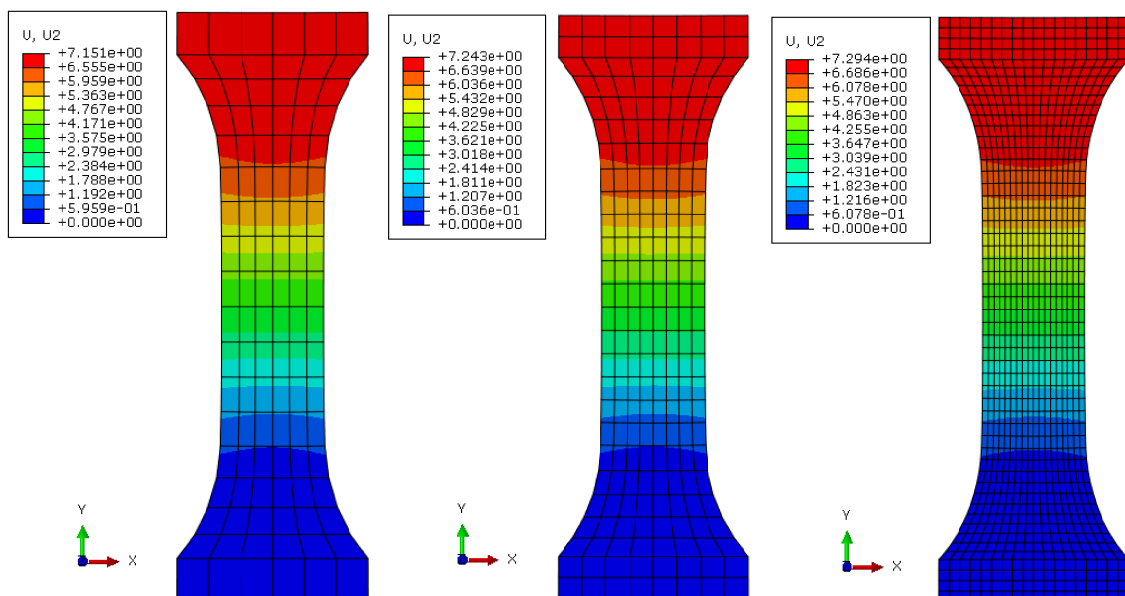 U, U2
+7.151e+00
+6.555e+00
+5.959e+00
+5.363e+00
+4.767e+00
+4.171e+00
+3.575e+00
+2.979e+00
+2.384e+00
+1.788e+00
+1.192e+00
+5.959e-01
+0.000e+00
Y
X
U, U2
+7.243e+00
+6.639e+00
+6.036e+00
+5.432e+00
+4.829e+00
+4.225e+00
+3.621e+00
+3.018e+00
+2.414e+00
+1.811e+00
+1.207e+00
+6.036e-01
+0.000e+00
Y
X
U, U2
+7.294e+00
+6.686e+00
+6.078e+00
+5.470e+00
+4.863e+00
+4.255e+00
+3.647e+00
+3.039e+00
+2.431e+00
+1.823e+00
+1.216e+00
+6.078e-01
+0.000e+00
Y
X